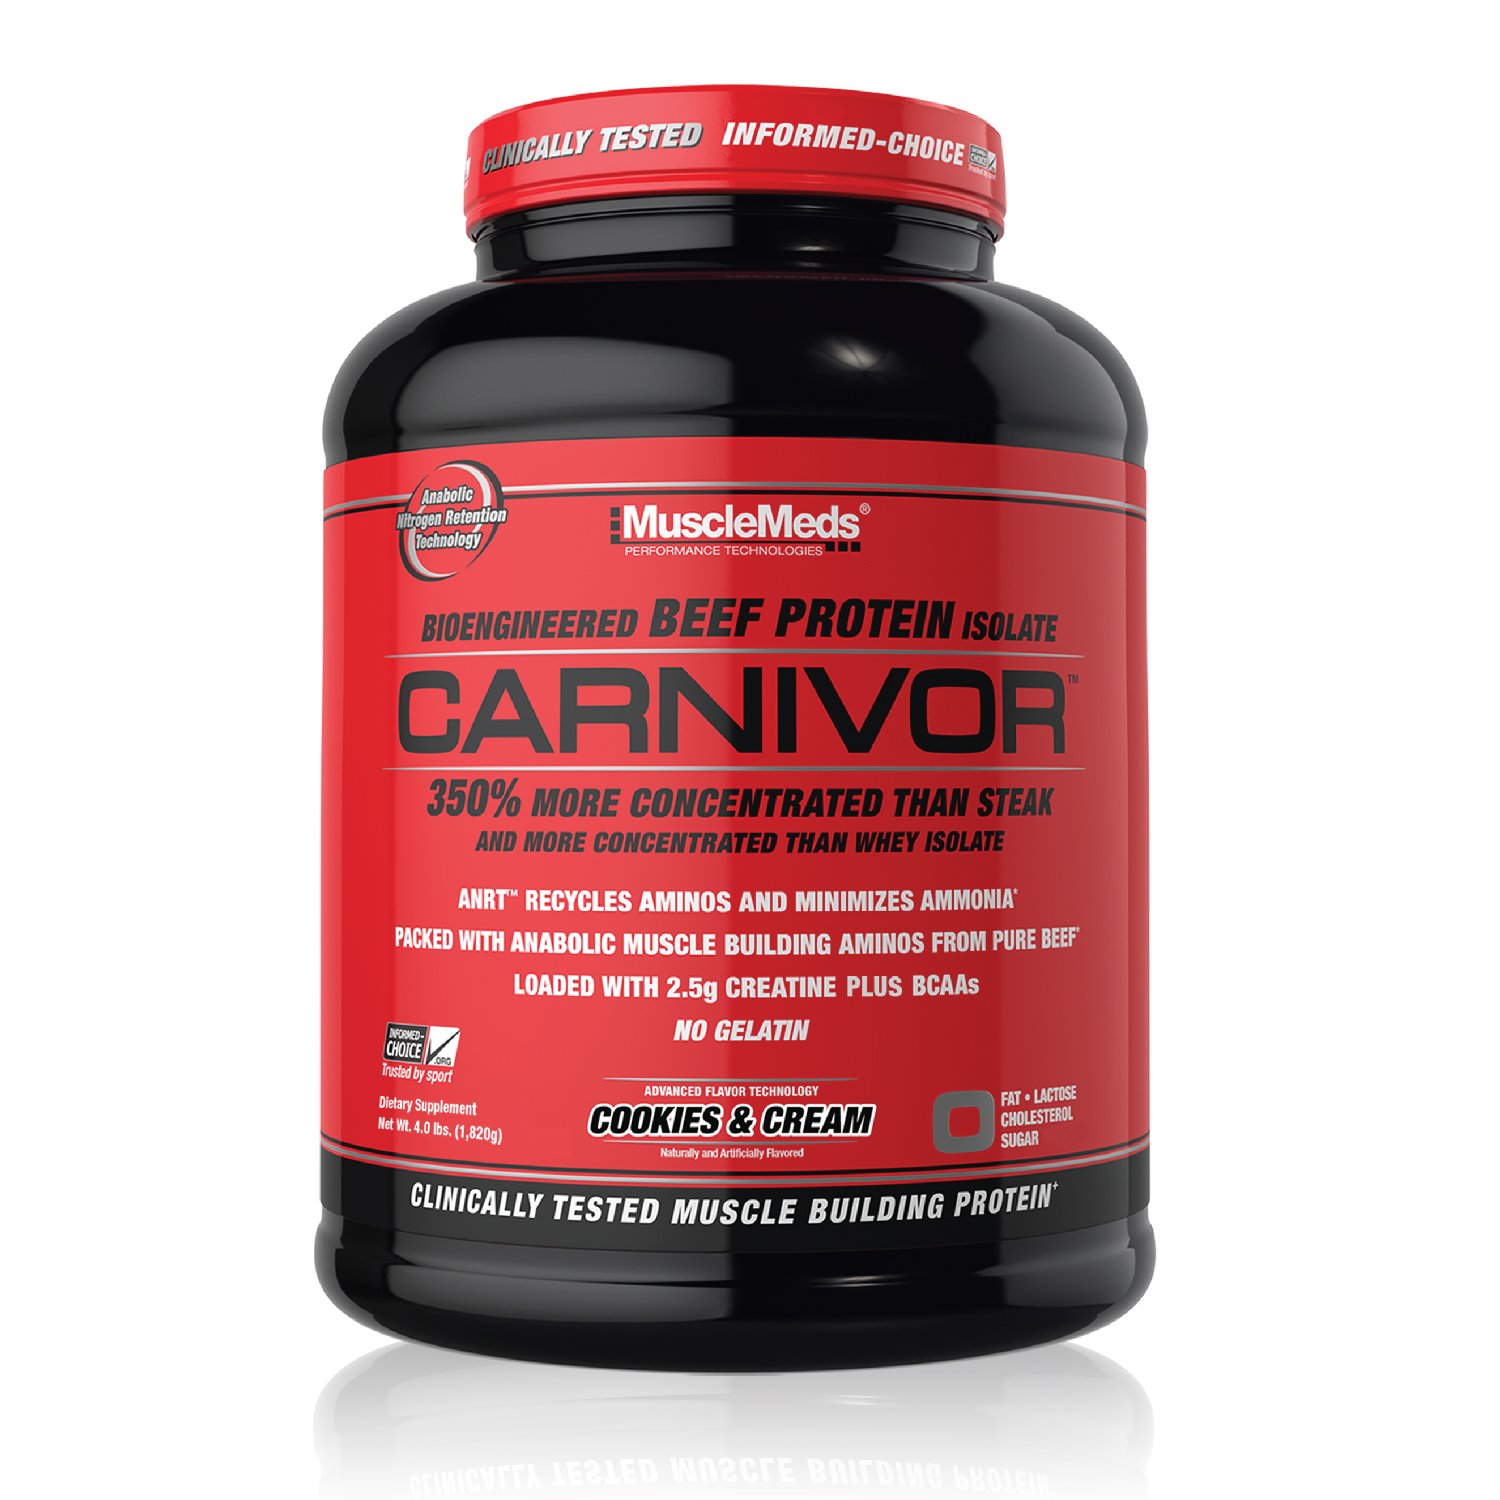 CLINICALLY TESTED INFORMED-CHOICE
Anabolic
Nitrogen Retention
Technology
MuscleMeds®
PERFORMANCE TECHNOLOGIES
BIOENGINEERED BEEF PROTEIN ISOLATE
CARNIVOR™
350% MORE CONCENTRATED THAN STEAK
AND MORE CONCENTRATED THAN WHEY ISOLATE
ANRT™ RECYCLES AMINOS AND MINIMIZES AMMONIA*
PACKED WITH ANABOLIC MUSCLE BUILDING AMINOS FROM PURE BEEF*
LOADED WITH 2.5g CREATINE PLUS BCAAs
NO GELATIN
INFORMED-
CHOICE
.ORG
Trusted by sport
Dietary Supplement
Net Wt. 4.0 lbs. (1,820g)
ADVANCED FLAVOR TECHNOLOGY
COOKIES & CREAM
Naturally and Artificially Flavored
0 FAT • LACTOSE
CHOLESTEROL
SUGAR
CLINICALLY TESTED MUSCLE BUILDING PROTEIN⁺